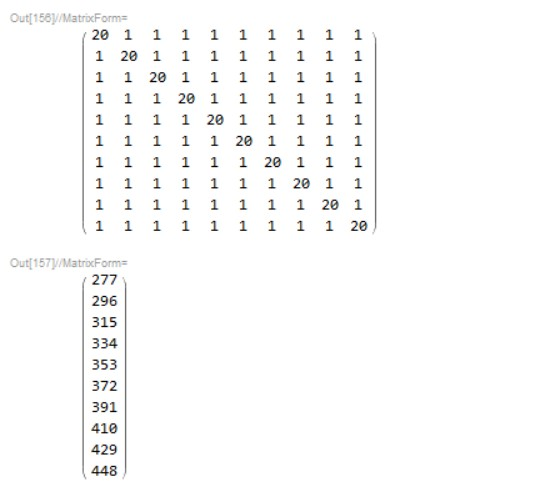 Out[156]//MatrixForm=
20 1 1 1 1 1 1 1 1 1
1 20 1 1 1 1 1 1 1 1
1 1 20 1 1 1 1 1 1 1
1 1 1 20 1 1 1 1 1 1
1 1 1 1 20 1 1 1 1 1
1 1 1 1 1 20 1 1 1 1
1 1 1 1 1 1 20 1 1 1
1 1 1 1 1 1 1 20 1 1
1 1 1 1 1 1 1 1 20 1
1 1 1 1 1 1 1 1 1 20
Out[157]//MatrixForm=
277
296
315
334
353
372
391
410
429
448